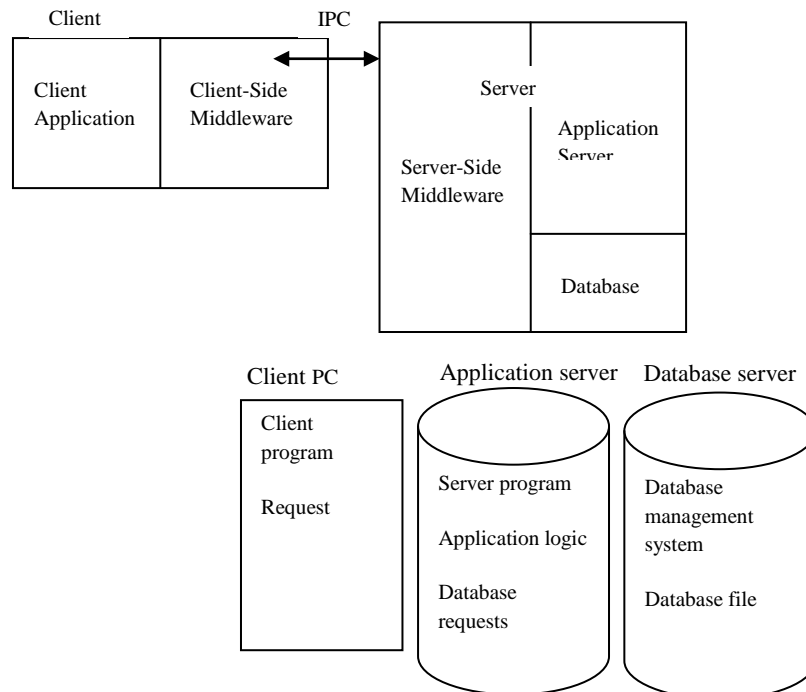 Client
IPC
Client
Application
Client-Side
Middleware
Server
Server-Side
Middleware
Application
Server
Database
Client PC
Application server
Database server
Client
program
Request
Server program
Application logic
Database
requests
Database
management
system
Database file